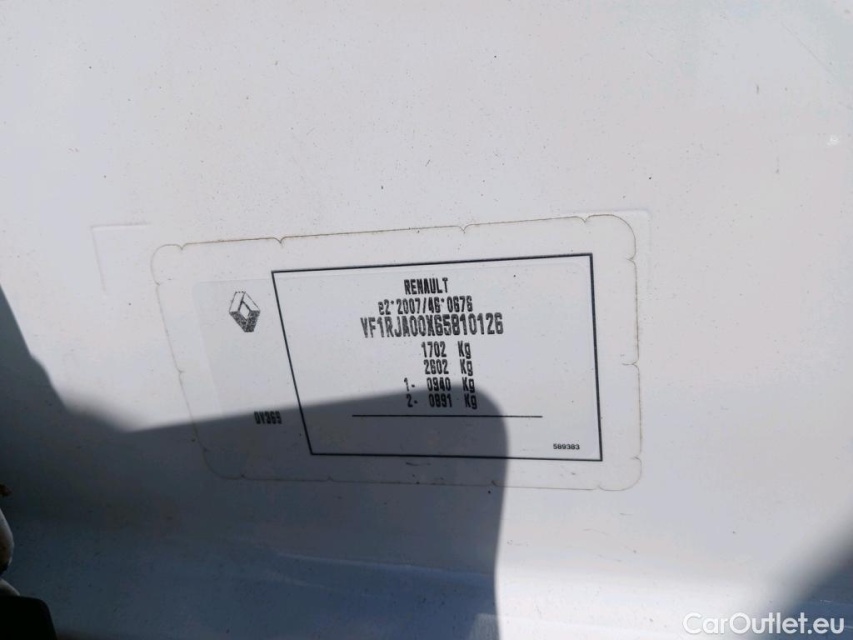 RENAULT
e2*2007/46*0676
VF1RJA00X65810126
1702 Kg
2602 Kg
1- 0940 Kg
2- 0891 Kg
0V369
589383
CarOutlet.eu